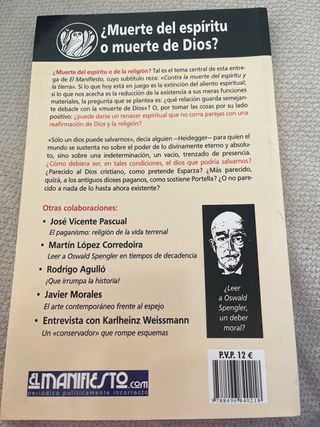 ¿Muerte del espíritu
o muerte de Dios?
¿Muerte del espíritu o de la religión? Tal es el tema central de esta entre-
ga de El Manifiesto, cuyo subtítulo reza: «Contra la muerte del espíritu y
la tierra». Si lo que hoy está en juego es la extinción del aliento espiritual;
si lo que nos acecha es la reducción de la existencia a sus meras funciones
materiales, la pregunta que se plantea es: ¿qué relación guarda semejan-
te debacle con la «muerte de Dios»? O, por tomar las cosas por su lado
positivo: ¿puede darse un renacer espiritual que no corra parejas con una
reafirmación de Dios y la religión?
«Sólo un dios puede salvarnos», decía alguien —Heidegger— para quien el
mundo se sustenta no sobre el poder de lo divinamente eterno y absolu-
to, sino sobre una indeterminación, un vacío, trenzado de presencia.
¿Cómo debiera ser, en tales condiciones, el dios que podría salvarnos?
¿Parecido al Dios cristiano, como pretende Esparza? ¿Más parecido,
quizá, a los antiguos dioses paganos, como sostiene Portella? ¿O no pare-
cido a nada de lo hasta ahora existente?
Otras colaboraciones:
• José Vicente Pascual
El paganismo: religión de la vida terrenal
• Martín López Corredoira
Leer a Oswald Spengler en tiempos de decadencia
• Rodrigo Agulló
¡Que irrumpa la historia!
• Javier Morales
El arte contemporáneo frente al espejo
• Entrevista con Karlheinz Weissmann
Un «conservador» que rompe esquemas
¿Leer
a Oswald
Spengler,
un deber
moral?
P.V.P. 12 €
EL MANIFIESTO.com
periódico políticamente incorrecto
9 788496 840218